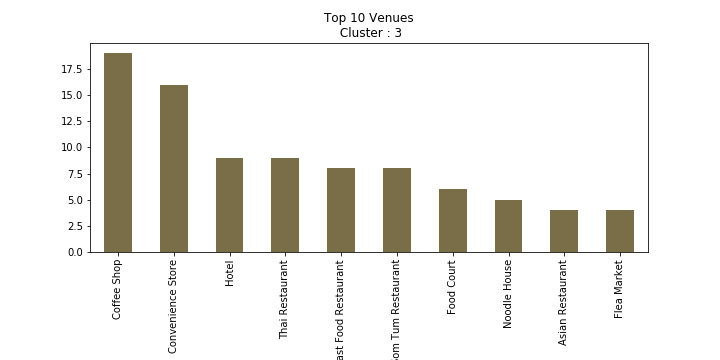 Top 10 Venues
Cluster : 3
17.5
15.0
12.5
10.0
7.5
5.0
2.5
0.0
Coffee Shop
Convenience Store
Hotel
Thai Restaurant
ast Food Restaurant
om Tum Restaurant
Food Court
Noodle House
Asian Restaurant
Flea Market